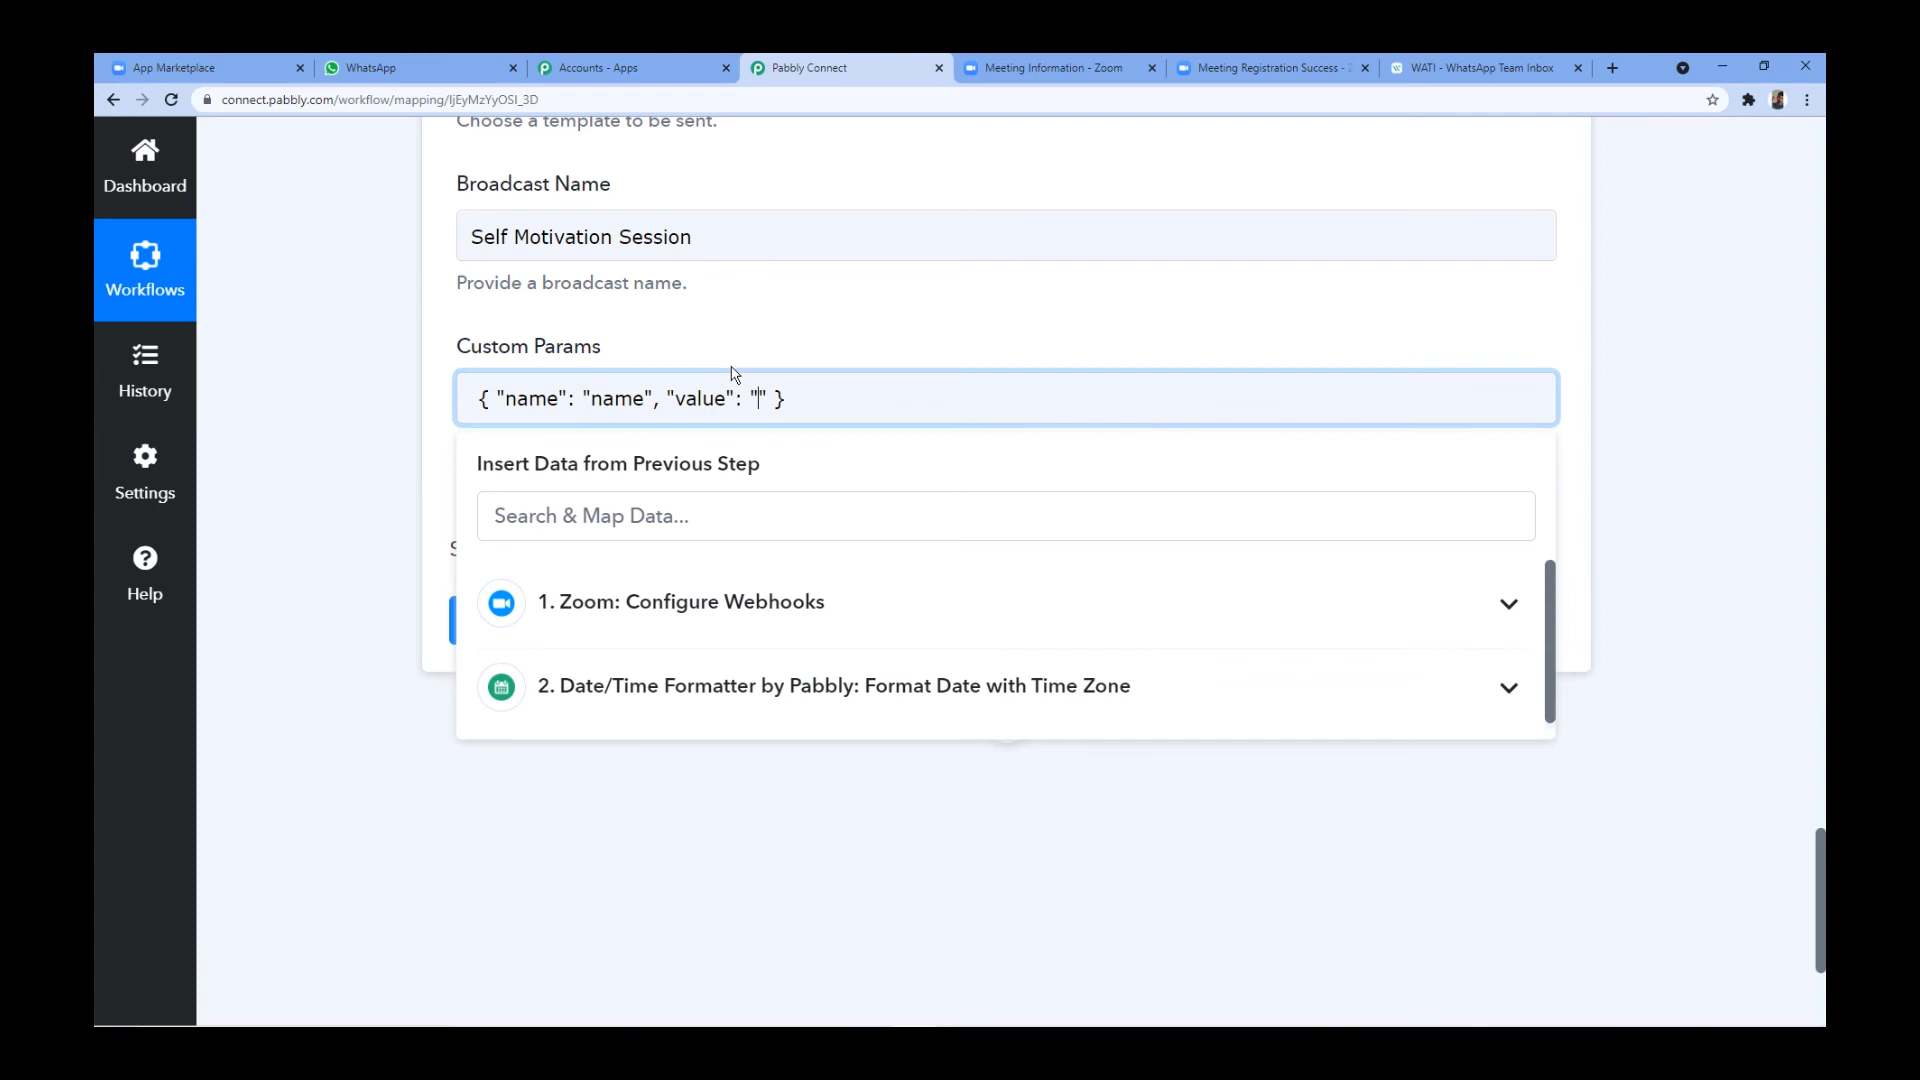 App Marketplace
WhatsApp
Accounts - Apps
Pabbly Connect
Meeting Information - Zoom
Meeting Registration Success -
WATI - WhatsApp Team Inbox
connect.pabbly.com/workflow/mapping/IjEyMzYyOSI_3D
Dashboard
Workflows
History
Settings
Help
Choose a template to be sent.
Broadcast Name
Self Motivation Session
Provide a broadcast name.
Custom Params
{ "name": "name", "value": "" }
Insert Data from Previous Step
Search & Map Data...
1. Zoom: Configure Webhooks
2. Date/Time Formatter by Pabbly: Format Date with Time Zone